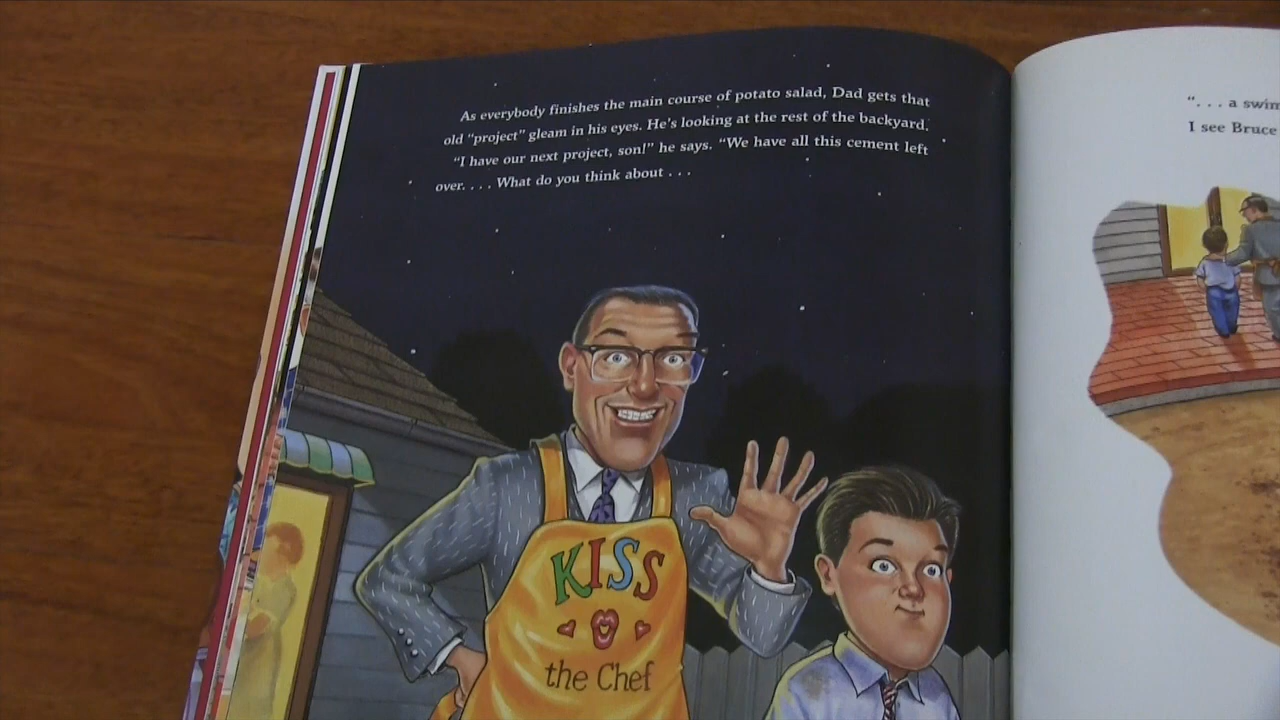 As everybody finishes the main course of potato salad, Dad gets that
old "project" gleam in his eyes. He's looking at the rest of the backyard.
"I have our next project, son!" he says. "We have all this cement left
over. . . . What do you think about . . .
KISS
the Chef
". . . a swim
I see Bruce